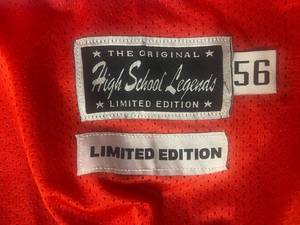 ★ THE ORIGINAL ★
High School Legends
★ LIMITED EDITION ★
56
LIMITED EDITION